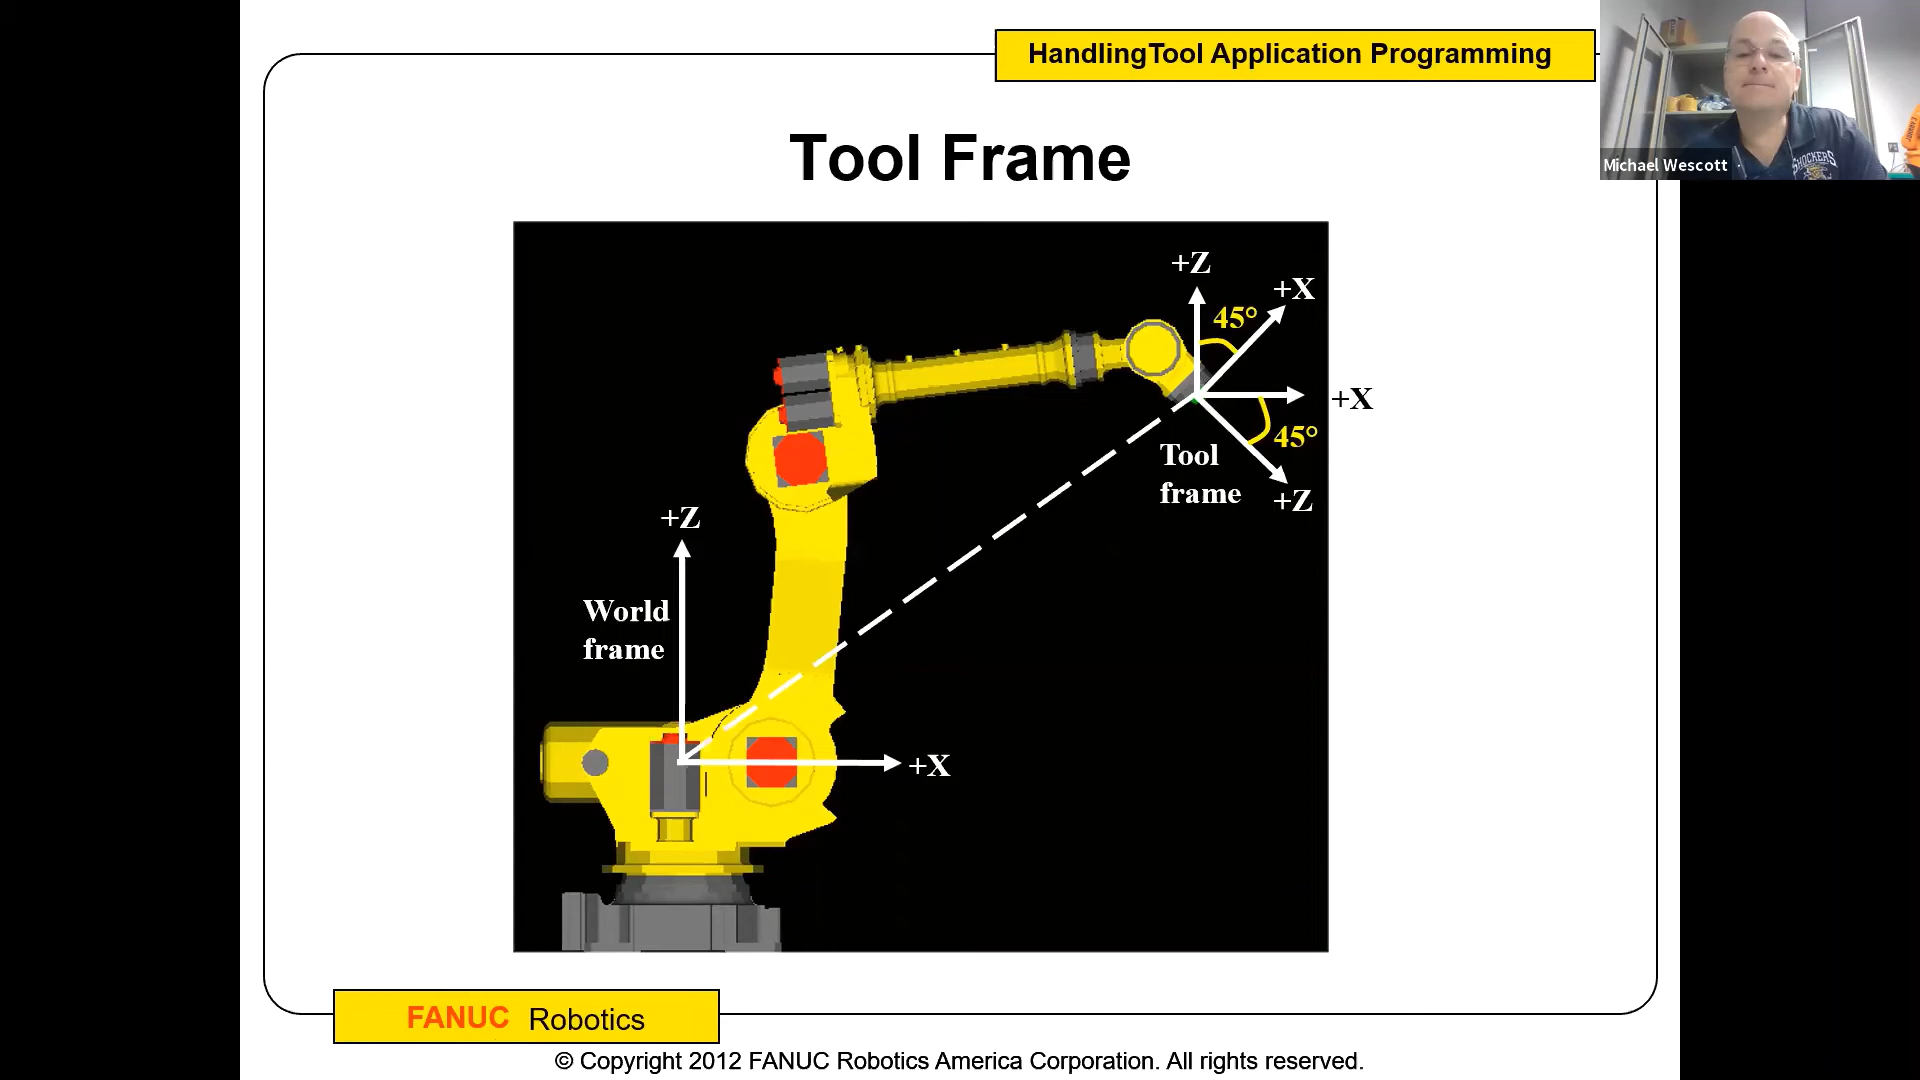 HandlingTool Application Programming
Michael Wescott
SHOCKERS
Tool Frame
+Z
+X
45°
+X
45°
Tool
frame
+Z
+Z
World
frame
+X
FANUC Robotics
© Copyright 2012 FANUC Robotics America Corporation. All rights reserved.